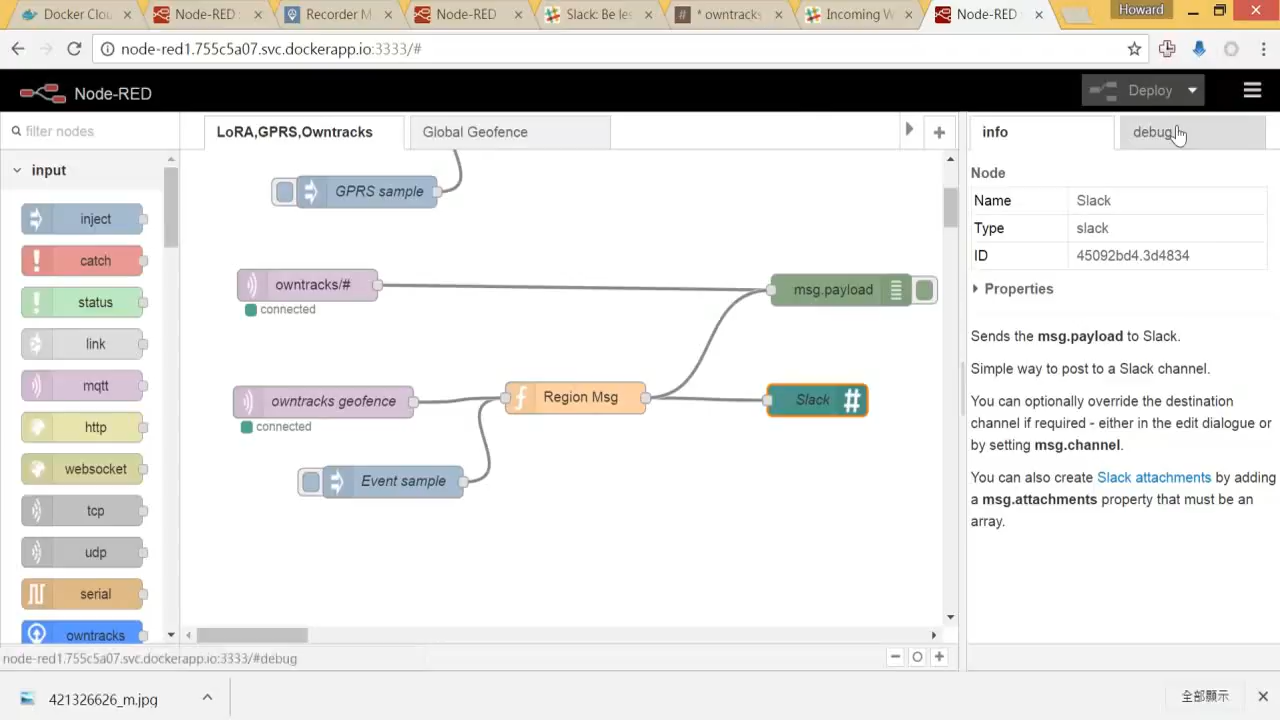 Docker Clou
Node-RED
Recorder M
Node-RED
Slack: Be les
* owntracks
Incoming W
Node-RED
Howard
node-red1.755c5a07.svc.dockerapp.io:3333/#
Node-RED
Deploy
filter nodes
LoRA,GPRS,Owntracks
Global Geofence
info
debug
input
inject
catch
status
link
mqtt
http
websocket
tcp
udp
serial
owntracks
GPRS sample
owntracks/#
connected
msg.payload
owntracks geofence
connected
Region Msg
Slack
Event sample
Node
Name Slack
Type slack
ID 45092bd4.3d4834
Properties
Sends the msg.payload to Slack.
Simple way to post to a Slack channel.
You can optionally override the destination
channel if required - either in the edit dialogue or
by setting msg.channel.
You can also create Slack attachments by adding
a msg.attachments property that must be an
array.
node-red1.755c5a07.svc.dockerapp.io:3333/#debug
421326626_m.jpg
全部顯示